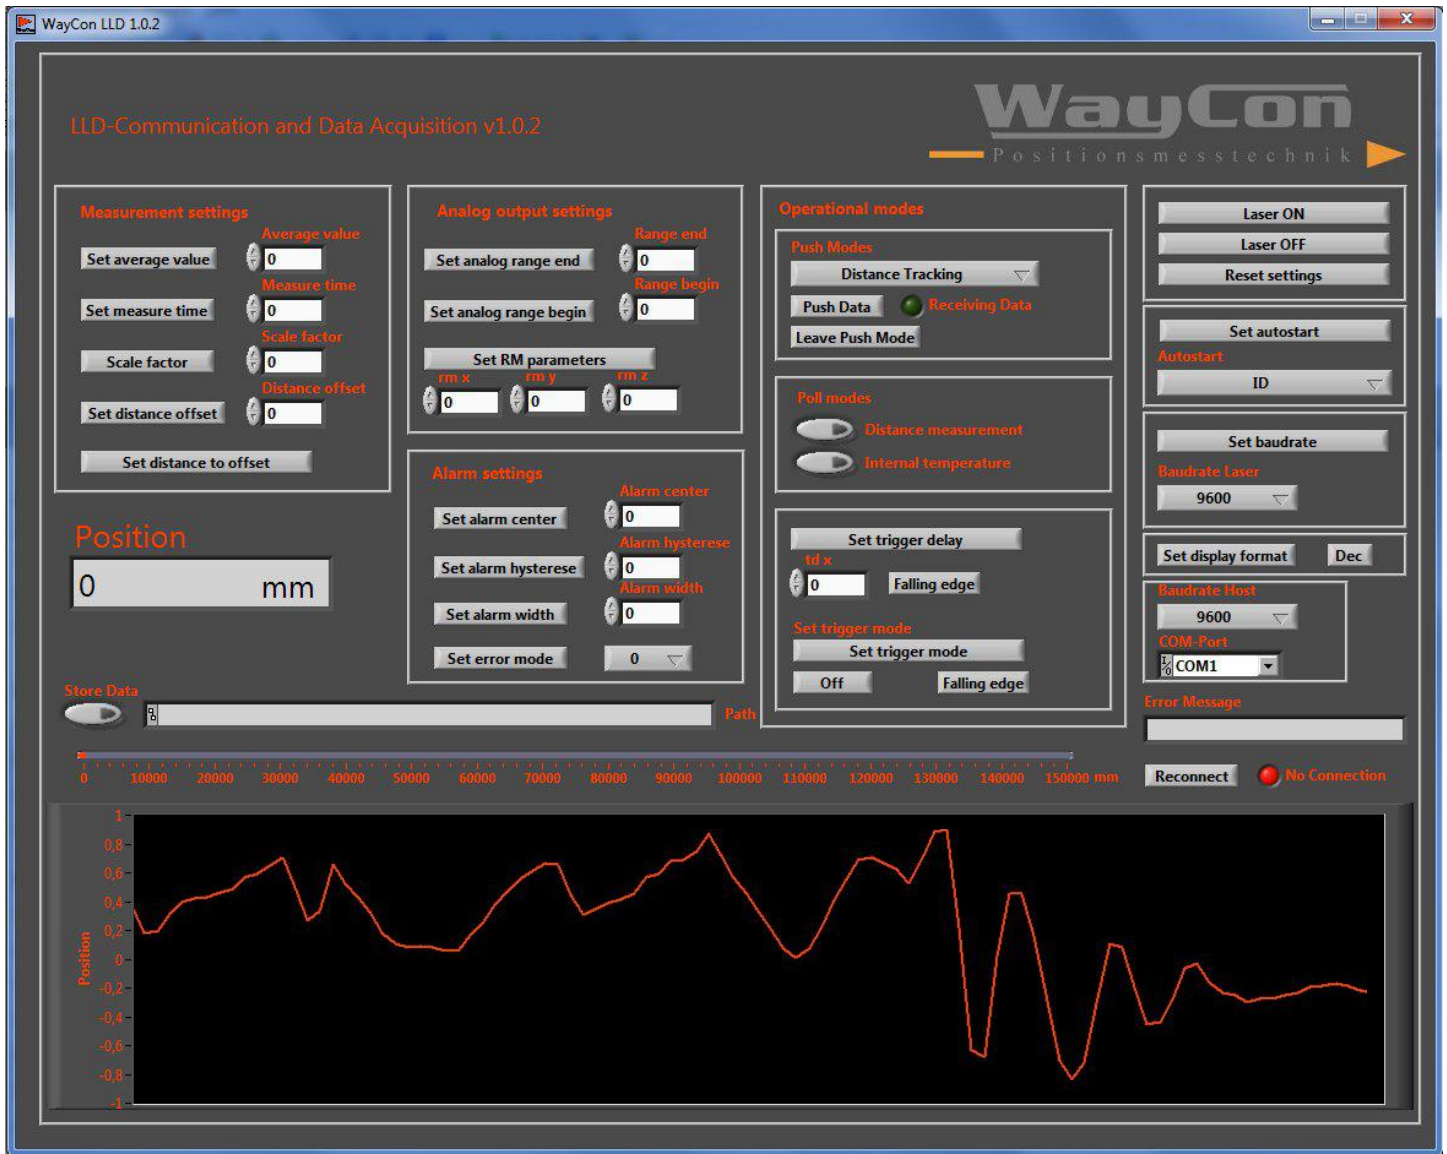 WayCon LLD 1.0.2
LLD-Communication and Data Acquisition v1.0.2
WayCon
Positionsmesstechnik
Measurement settings
Average value
Set average value 0
Measure time
Set measure time 0
Scale factor
Scale factor 0
Distance offset
Set distance offset 0
Set distance to offset
Position
0 mm
Analog output settings
Range end
Set analog range end 0
Range begin
Set analog range begin 0
Set RM parameters
rm x rm y rm z
0 0 0
Alarm settings
Alarm center
Set alarm center 0
Alarm hysterese
Set alarm hysterese 0
Alarm width
Set alarm width 0
Set error mode 0
Operational modes
Push Modes
Distance Tracking
Push Data Receiving Data
Leave Push Mode
Poll modes
Distance measurement
Internal temperature
Set trigger delay
td x
0 Falling edge
Set trigger mode
Set trigger mode
Off Falling edge
Laser ON
Laser OFF
Reset settings
Set autostart
Autostart
ID
Set baudrate
Baudrate Laser
9600
Set display format Dec
Baudrate Host
9600
COM-Port
COM1
Error Message
Reconnect No Connection
Store Data
Path
0 10000 20000 30000 40000 50000 60000 70000 80000 90000 100000 110000 120000 130000 140000 150000 mm
Position
1
0,8
0,6
0,4
0,2
0
-0,2
-0,4
-0,6
-0,8
-1